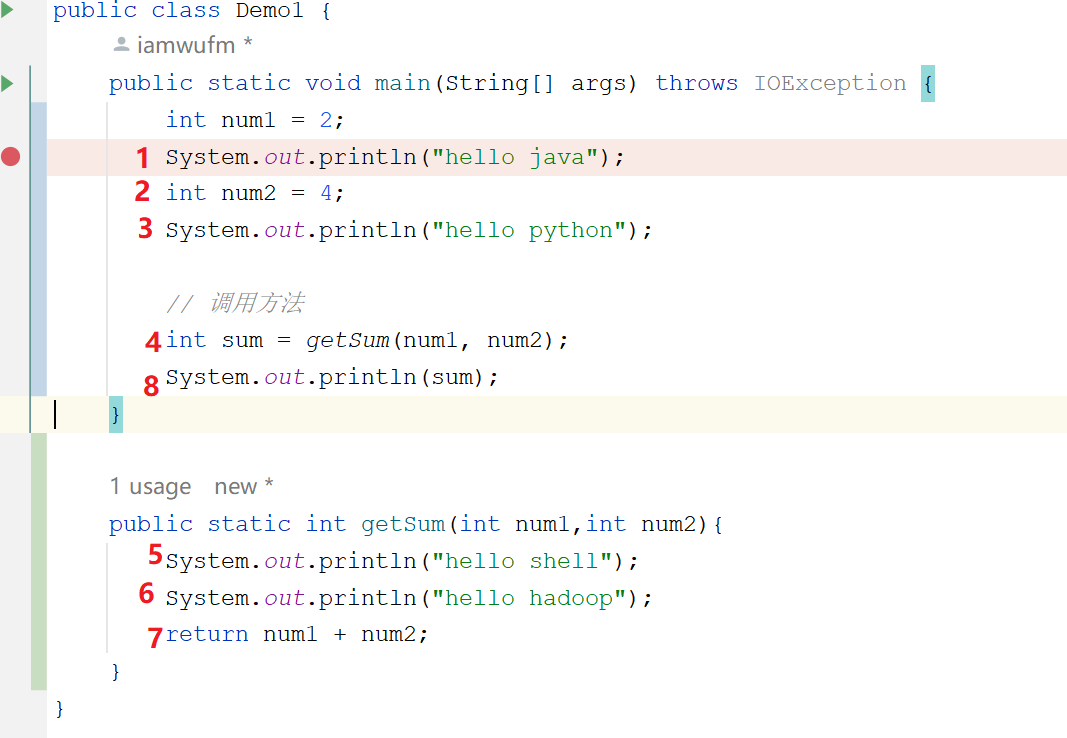 public class Demo1 {
iamwufm *
public static void main(String[] args) throws IOException {
int num1 = 2;
1 System.out.println("hello java");
2 int num2 = 4;
3 System.out.println("hello python");
// 调用方法
4 int sum = getSum(num1, num2);
8 System.out.println(sum);
}
1 usage new *
public static int getSum(int num1,int num2){
5 System.out.println("hello shell");
6 System.out.println("hello hadoop");
7 return num1 + num2;
}
}